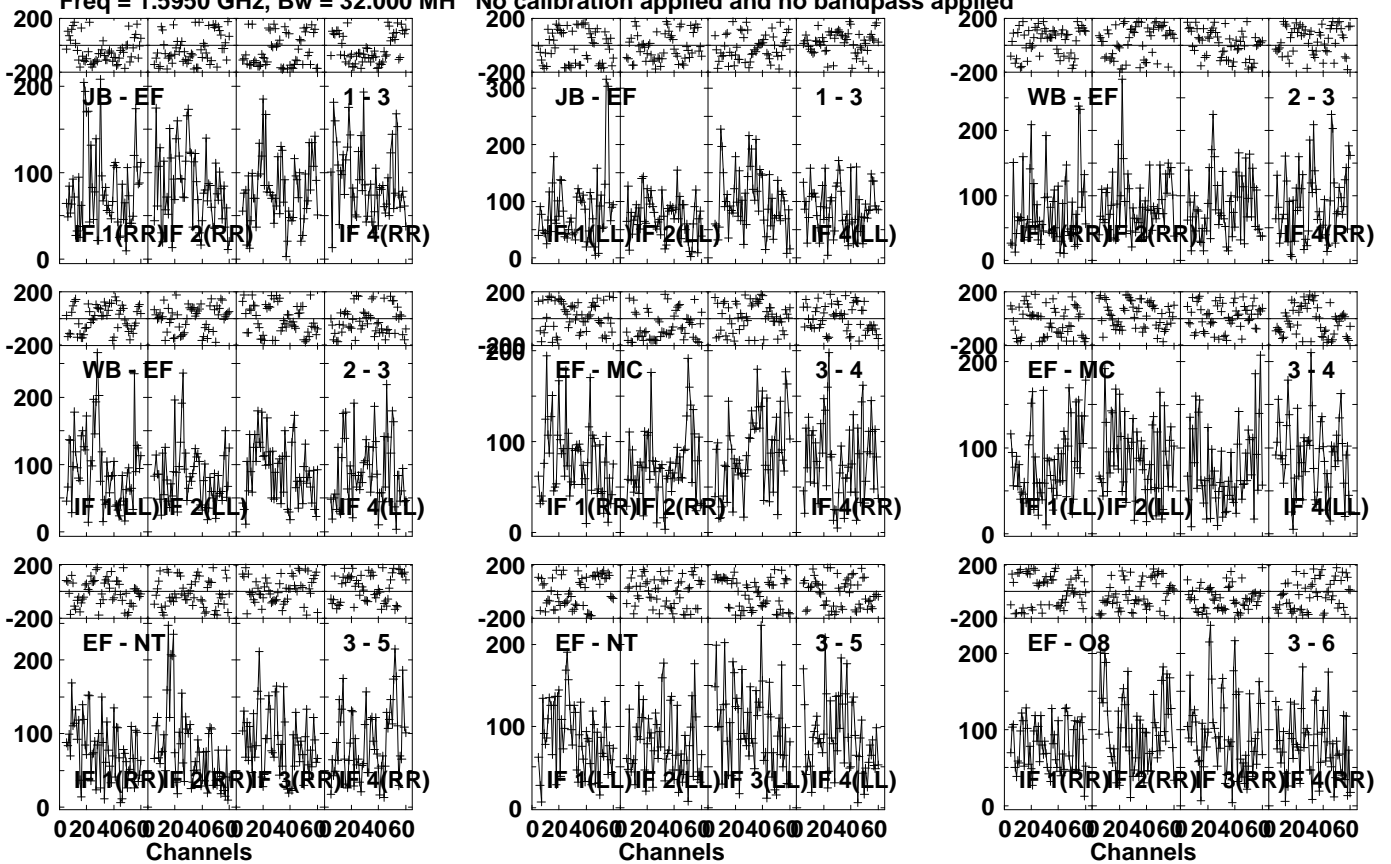 Freq = 1.5950 GHz, Bw = 32.000 MH No calibration applied and no bandpass applied
200 200 200
-200 -200 -200
200 JB - EF 1 - 3 300 JB - EF 1 - 3 WB - EF 2 - 3
200 200
100 100 100
IF 1(RR) IF 2(RR) IF 4(RR) IF 1(LL) IF 2(LL) IF 4(LL) IF 1(RR) IF 2(RR) IF 4(RR)
0 0 0
200 200 200
-200 -200 -200
WB - EF 2 - 3 200 EF - MC 3 - 4 200 EF - MC 3 - 4
200
100 100 100
IF 1(LL) IF 2(LL) IF 4(LL) IF 1(RR) IF 2(RR) IF 4(RR) IF 1(LL) IF 2(LL) IF 4(LL)
0 0 0
200 200 200
-200 -200 -200
EF - NT 3 - 5 EF - NT 3 - 5 EF - O8 3 - 6
200 200 200
100 100 100
IF 1(RR) IF 2(RR) IF 3(RR) IF 4(RR) IF 1(LL) IF 2(LL) IF 3(LL) IF 4(LL) IF 1(RR) IF 2(RR) IF 3(RR) IF 4(RR)
0 0 0
0 20 40 60 0 20 40 60 0 20 40 60 0 20 40 60 0 20 40 60 0 20 40 60 0 20 40 60 0 20 40 60 0 20 40 60 0 20 40 60 0 20 40 60 0 20 40 60
Channels Channels Channels